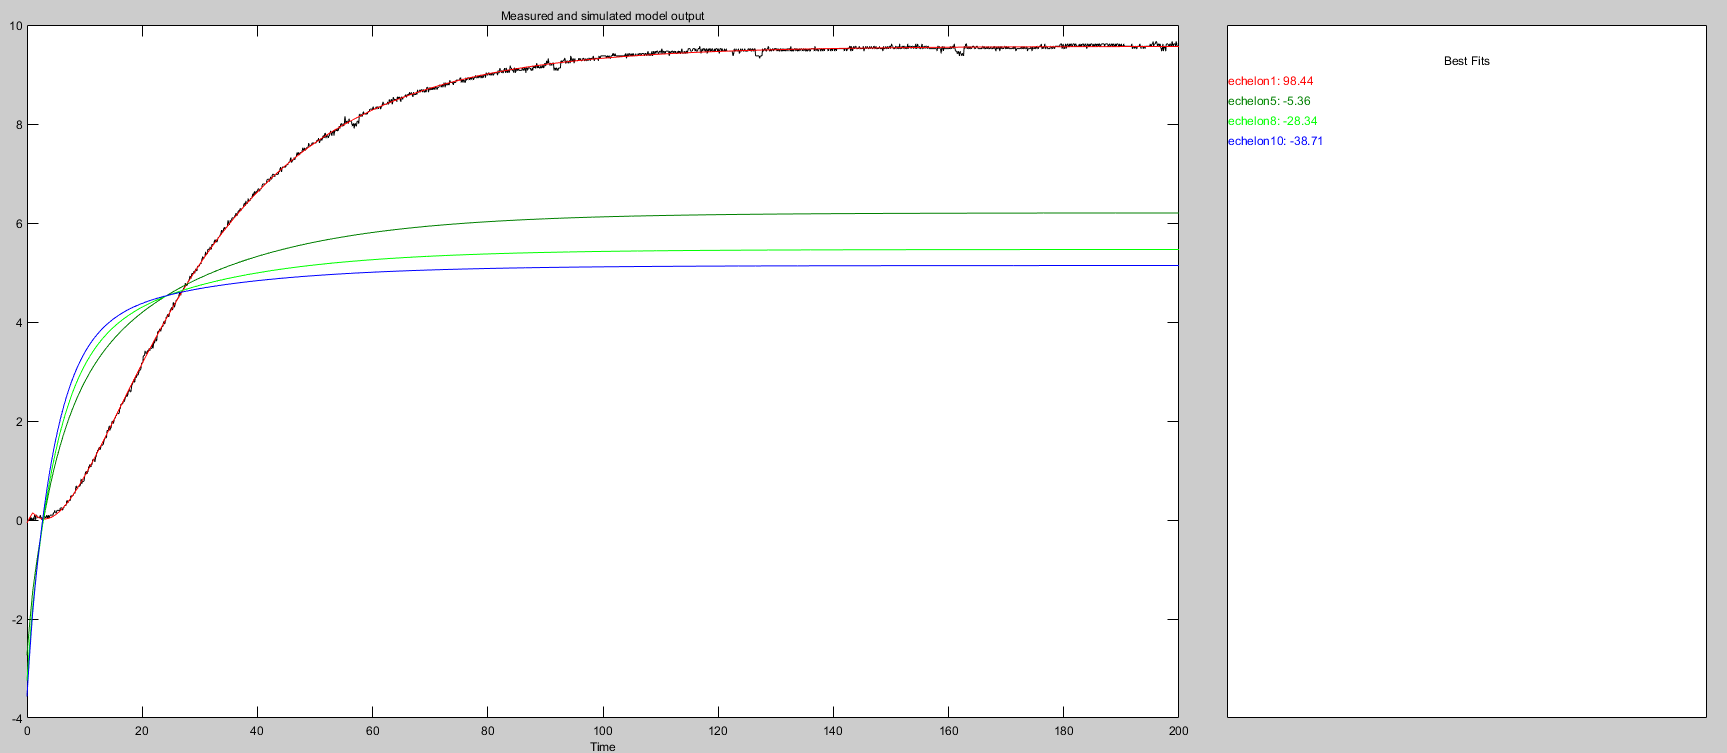 Measured and simulated model output
10
8
6
4
2
0
-2
-4
0 20 40 60 80 100 120 140 160 180 200
Time
Best Fits
echelon1: 98.44
echelon5: -5.36
echelon8: -28.34
echelon10: -38.71